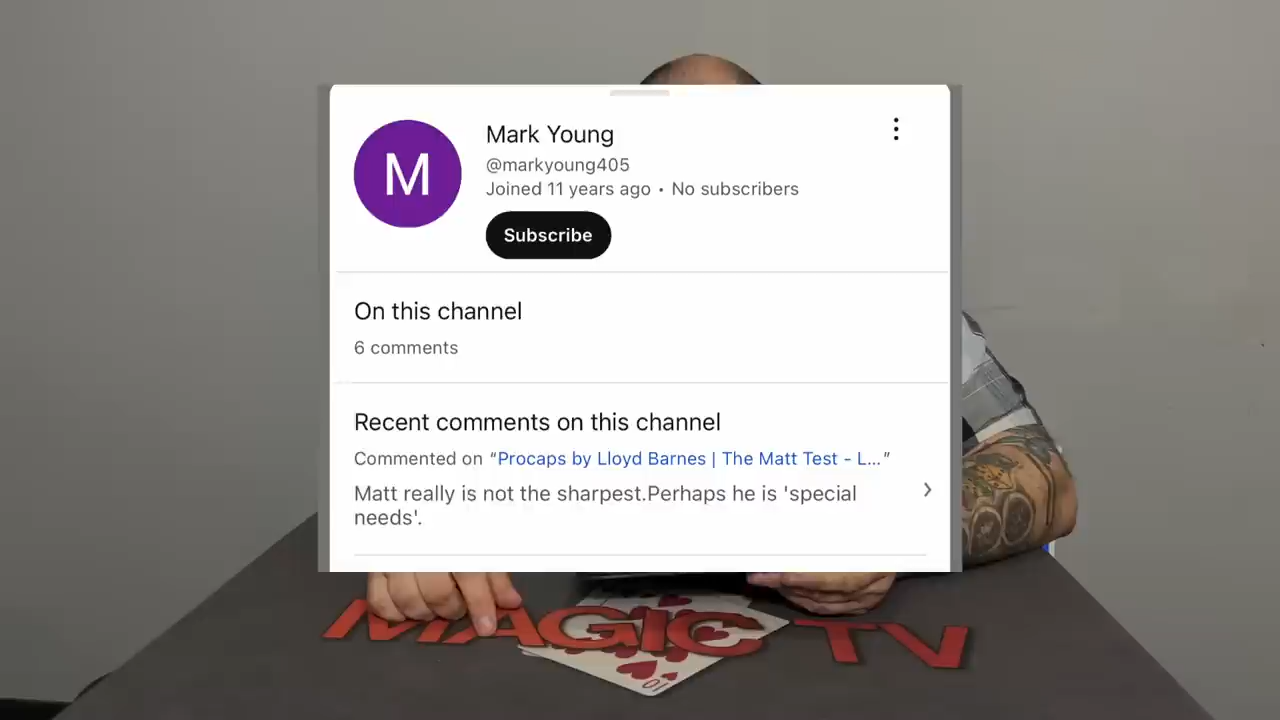 M
Mark Young
@markyoung405
Joined 11 years ago • No subscribers
Subscribe
On this channel
6 comments
Recent comments on this channel
Commented on “Procaps by Lloyd Barnes | The Matt Test - L...”
Matt really is not the sharpest.Perhaps he is 'special
needs'.
MAGIC TV
10